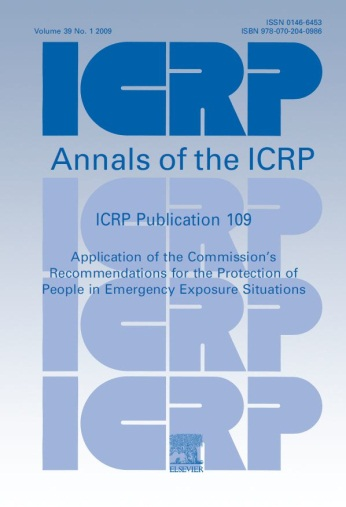 ISSN 0146-6453
Volume 39 No. 1 2009
ISBN 978-070-204-0986
ICRP
Annals of the ICRP
ICRP
ICRP Publication 109
Application of the Commission's
Recommendations for the Protection of
People in Emergency Exposure Situations
ICRP
ICRP
ELSEVIER